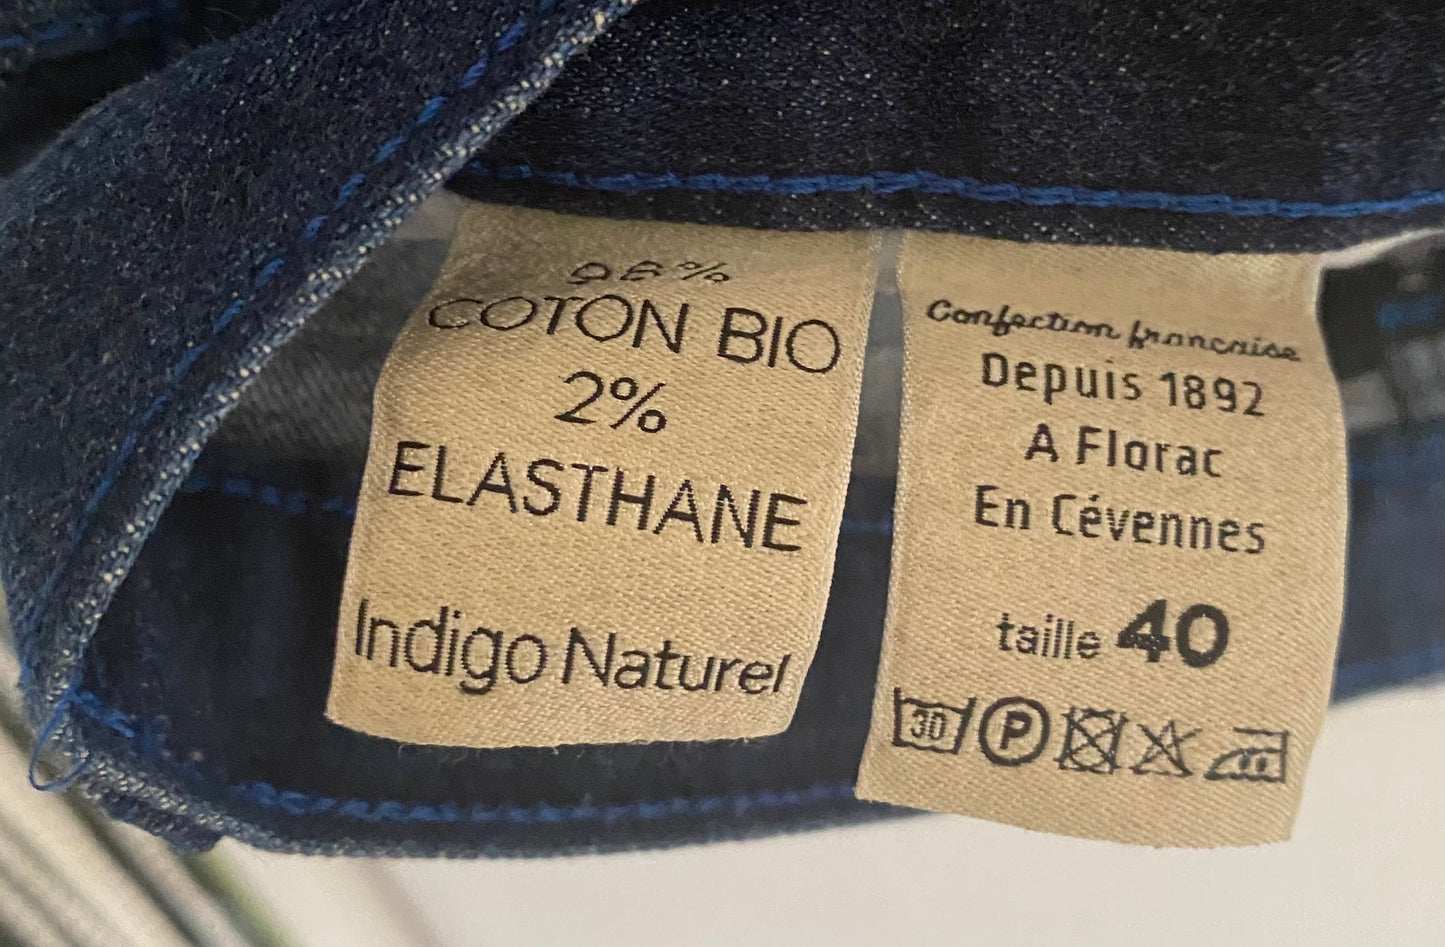 98%
COTON BIO
2%
ELASTHANE
Indigo Naturel
Confection française
Depuis 1892
A Florac
En Cévennes
taille 40
30 P